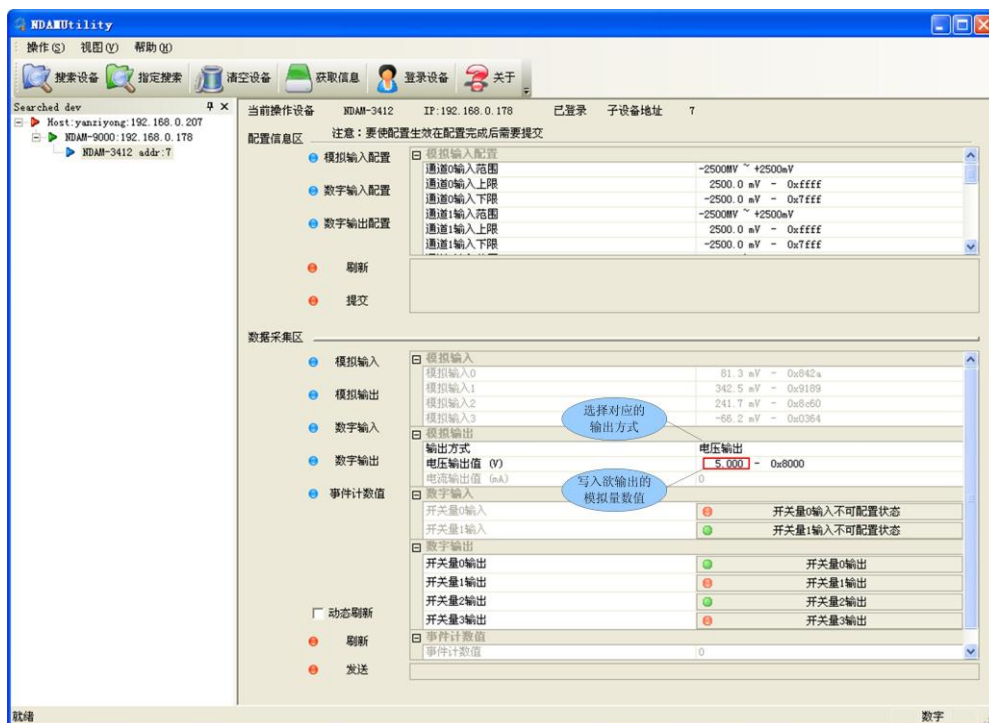 NDAMUtility
操作(S) 视图(V) 帮助(H)
搜索设备 指定搜索 清空设备 获取信息 登录设备 关于
Searched dev
Host:yanziyong:192.168.0.207
NDAM-9000:192.168.0.178
NDAM-3412 addr:7
当前操作设备 NDAM-3412 IP:192.168.0.178 已登录 子设备地址 7
配置信息区 注意：要使配置生效在配置完成后需要提交
模拟输入配置
数字输入配置
数字输出配置
刷新
提交
模拟输入配置
通道0输入范围 -2500MV ~ +2500mV
通道0输入上限 2500.0 mV - 0xffff
通道0输入下限 -2500.0 mV - 0x7fff
通道1输入范围 -2500MV ~ +2500mV
通道1输入上限 2500.0 mV - 0xffff
通道1输入下限 -2500.0 mV - 0x7fff
数据采集区
模拟输入
模拟输出
数字输入
数字输出
事件计数值
动态刷新
刷新
发送
模拟输入
模拟输入0 81.3 mV - 0x842a
模拟输入1 342.5 mV - 0x9189
模拟输入2 241.7 mV - 0x8c60
模拟输入3 -66.2 mV - 0x0364
模拟输出
输出方式 电压输出
电压输出值 (V) 5.000 - 0x8000
电流输出值 (mA) 0
选择对应的
输出方式
写入欲输出的
模拟量数值
数字输入
开关量0输入 开关量0输入不可配置状态
开关量1输入 开关量1输入不可配置状态
数字输出
开关量0输出 开关量0输出
开关量1输出 开关量1输出
开关量2输出 开关量2输出
开关量3输出 开关量3输出
事件计数值
事件计数值 0
就绪 数字